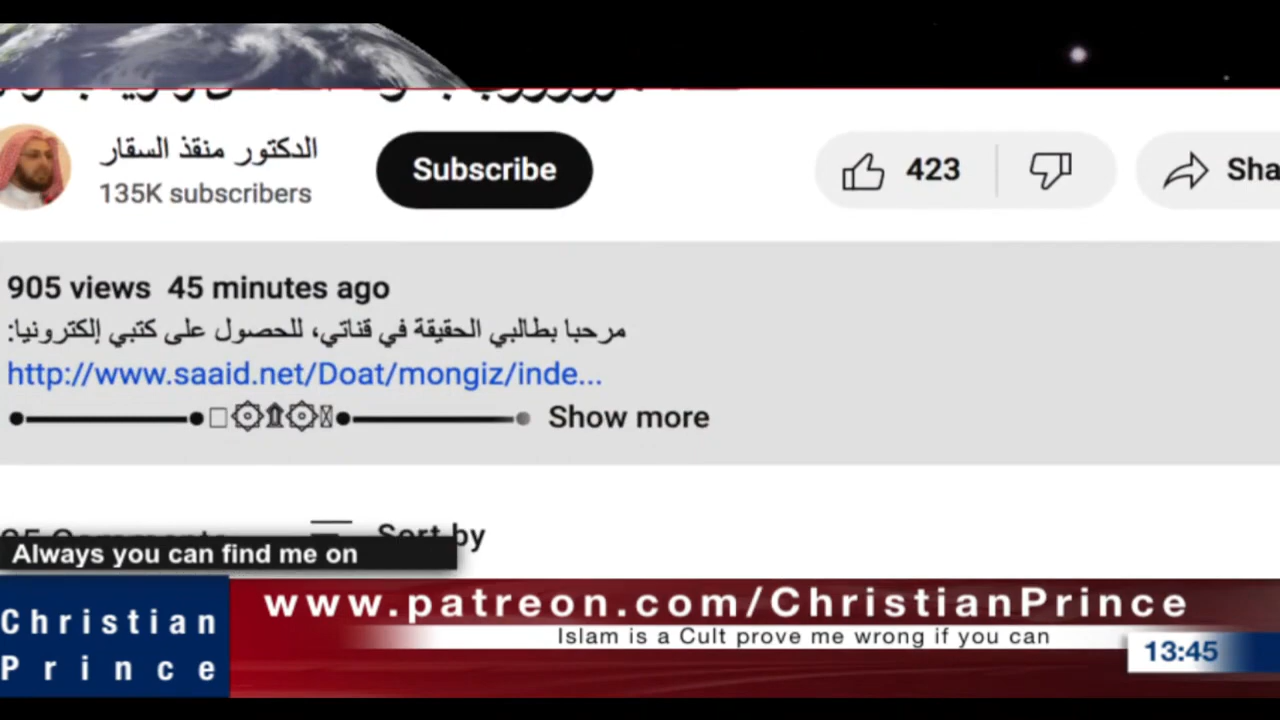 الدكتور منقذ السقار
135K subscribers
Subscribe
423
Sha
905 views 45 minutes ago
مرحبا بطالبي الحقيقة في قناتي، للحصول على كتبي إلكترونيا:
http://www.saaid.net/Doat/mongiz/inde...
Show more
Sort by
Always you can find me on
Christian
Prince
www.patreon.com/ChristianPrince
Islam is a Cult prove me wrong if you can
13:45